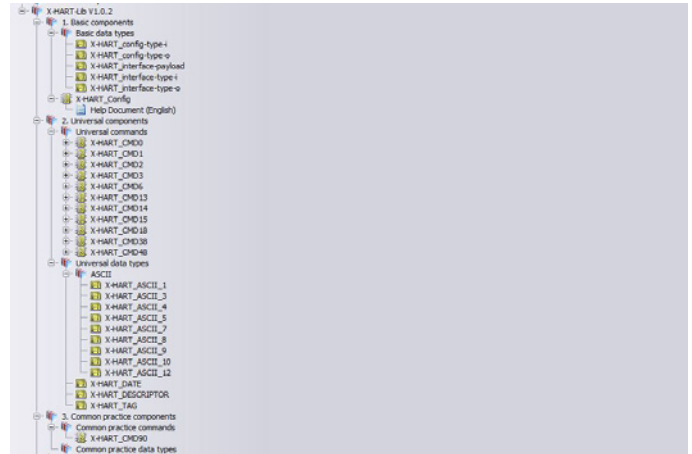 X-HART-Lib V1.0.2
1. Basic components
Basic data types
X-HART_config-type-i
X-HART_config-type-o
X-HART_interface-payload
X-HART_interface-type-i
X-HART_interface-type-o
X-HART_Config
Help Document (English)
2. Universal components
Universal commands
X-HART_CMD0
X-HART_CMD1
X-HART_CMD2
X-HART_CMD3
X-HART_CMD6
X-HART_CMD13
X-HART_CMD14
X-HART_CMD15
X-HART_CMD18
X-HART_CMD38
X-HART_CMD48
Universal data types
ASCII
X-HART_ASCII_1
X-HART_ASCII_3
X-HART_ASCII_4
X-HART_ASCII_5
X-HART_ASCII_7
X-HART_ASCII_8
X-HART_ASCII_9
X-HART_ASCII_10
X-HART_ASCII_12
X-HART_DATE
X-HART_DESCRIPTOR
X-HART_TAG
3. Common practice components
Common practice commands
X-HART_CMD90
Common practice data types